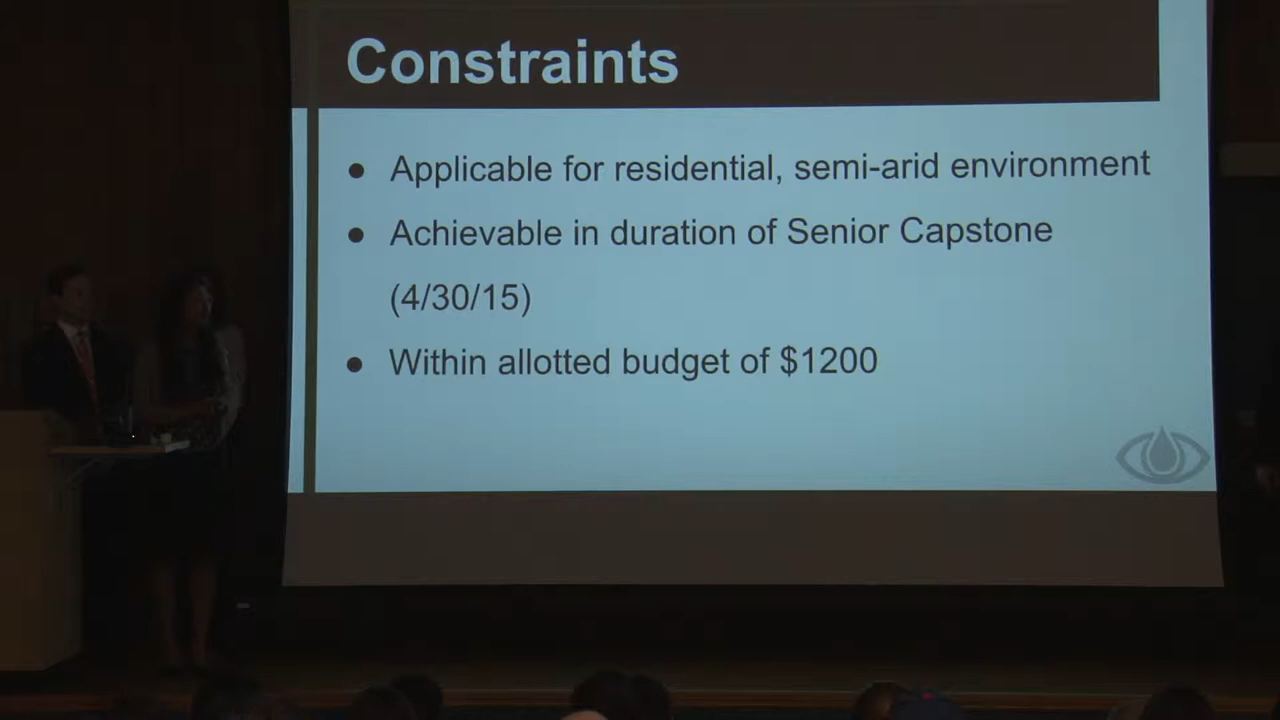 Constraints
● Applicable for residential, semi-arid environment
● Achievable in duration of Senior Capstone
(4/30/15)
● Within allotted budget of $1200